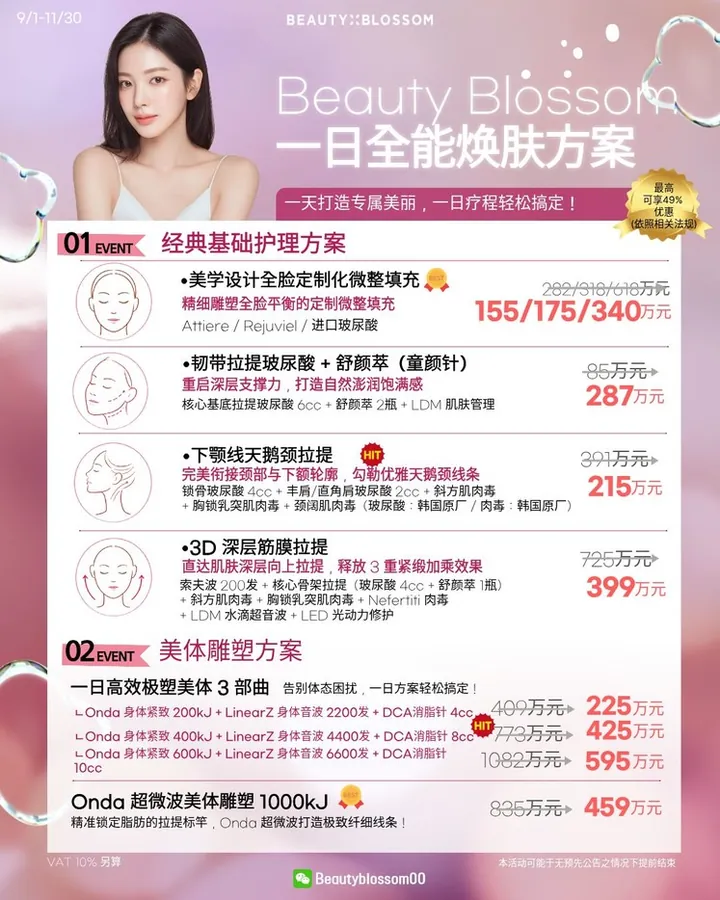 9/1-11/30
BEAUTY BLOSSOM
Beauty Blossom
一日全能焕肤方案
一天打造专属美丽，一日疗程轻松搞定！
最高
可享49%
优惠
(依照相关法规)
01 EVENT 经典基础护理方案
•美学设计全脸定制化微整填充 BEST
282/318/618万元
精细雕塑全脸平衡的定制微整填充
155/175/340万元
Attiere / Rejuviel / 进口玻尿酸
•韧带拉提玻尿酸 + 舒颜萃（童颜针）
85万元
重启深层支撑力，打造自然澎润饱满感
287万元
核心基底拉提玻尿酸 6cc + 舒颜萃 2瓶 + LDM 肌肤管理
•下颚线天鹅颈拉提 HIT
391万元
完美衔接颈部与下额轮廓，勾勒优雅天鹅颈线条
215万元
锁骨玻尿酸 4cc + 丰肩/直角肩玻尿酸 2cc + 斜方肌肉毒
+ 胸锁乳突肌肉毒 + 颈阔肌肉毒（玻尿酸：韩国原厂 / 肉毒：韩国原厂）
•3D 深层筋膜拉提
725万元
直达肌肤深层向上拉提，释放 3 重紧缎加乘效果
399万元
索夫波 200发 + 核心骨架拉提（玻尿酸 4cc + 舒颜萃 1瓶）
+ 斜方肌肉毒 + 胸锁乳突肌肉毒 + Nefertiti 肉毒
+ LDM 水滴超音波 + LED 光动力修护
02 EVENT 美体雕塑方案
一日高效极塑美体 3 部曲 告别体态困扰，一日方案轻松搞定！
ㄴOnda 身体紧致 200kJ + LinearZ 身体音波 2200发 + DCA消脂针 4cc 409万元 225万元
ㄴOnda 身体紧致 400kJ + LinearZ 身体音波 4400发 + DCA消脂针 8cc HIT 773万元 425万元
ㄴOnda 身体紧致 600kJ + LinearZ 身体音波 6600发 + DCA消脂针 1082万元 595万元
10cc
Onda 超微波美体雕塑 1000kJ BEST
835万元 459万元
精准锁定脂肪的拉提标竿，Onda 超微波打造极致纤细线条！
VAT 10% 另算
本活动可能于无预先公告之情况下提前结束
Beautyblossom00